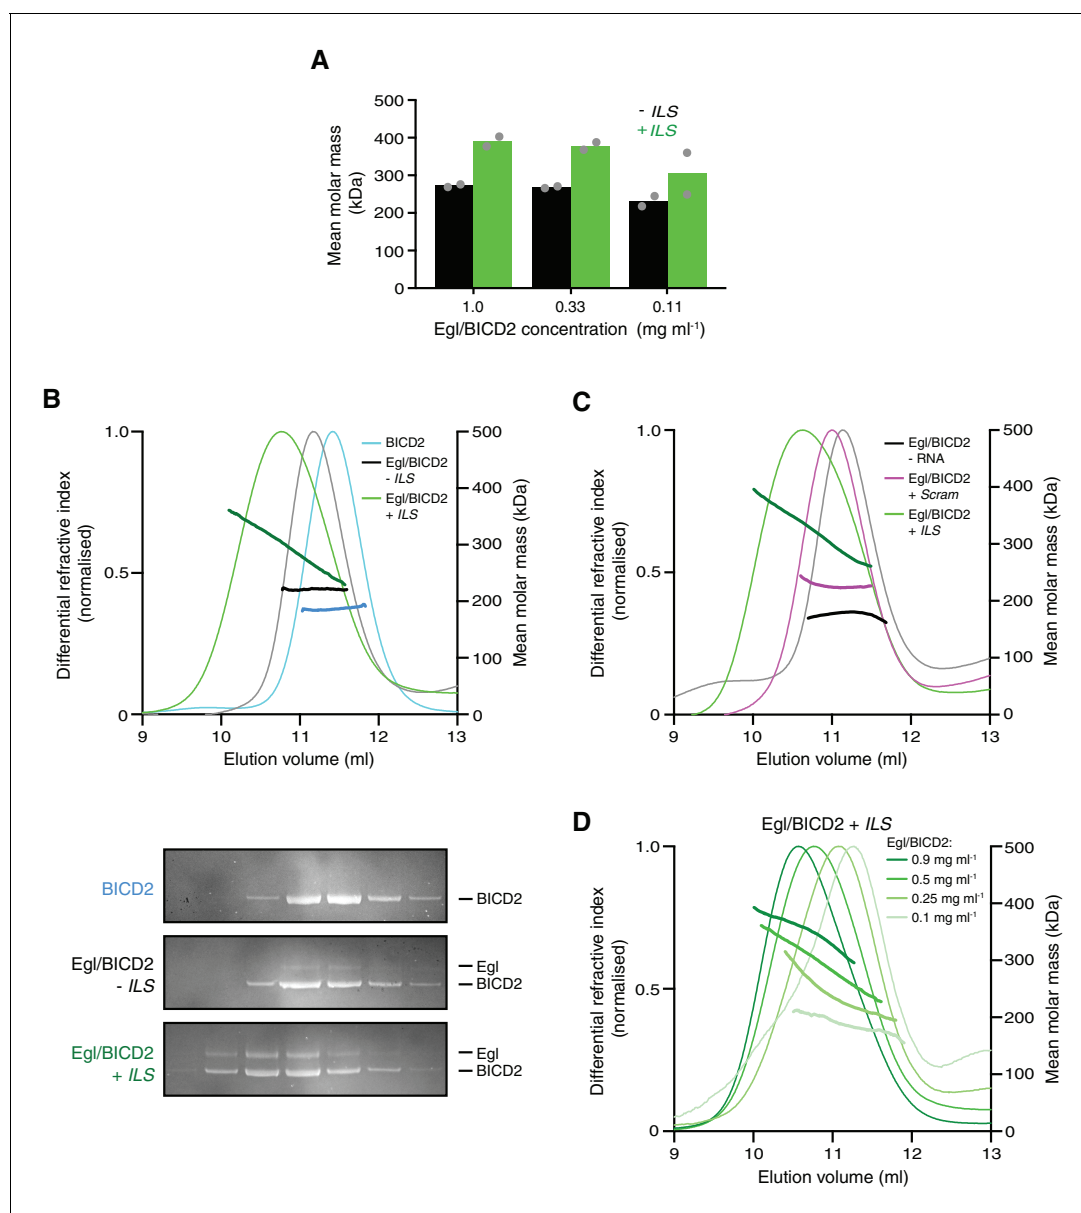 A
500
400
300
200
100
0
Mean molar mass
(kDa)
- ILS
+ ILS
1.0
0.33
0.11
Egl/BICD2 concentration (mg ml⁻¹)
B
1.0
0.5
0
Differential refractive index
(normalised)
BICD2
Egl/BICD2
- ILS
Egl/BICD2
+ ILS
500
400
300
200
100
0
Mean molar mass (kDa)
9
10
11
12
13
Elution volume (ml)
C
1.0
0.5
0
Differential refractive index
(normalised)
Egl/BICD2
- RNA
Egl/BICD2
+ Scram
Egl/BICD2
+ ILS
500
400
300
200
100
0
Mean molar mass (kDa)
9
10
11
12
13
Elution volume (ml)
BICD2
BICD2
Egl/BICD2
- ILS
Egl
BICD2
Egl/BICD2
+ ILS
Egl
BICD2
D
Egl/BICD2 + ILS
1.0
0.5
0
Differential refractive index
(normalised)
Egl/BICD2:
0.9 mg ml⁻¹
0.5 mg ml⁻¹
0.25 mg ml⁻¹
0.1 mg ml⁻¹
500
400
300
200
100
0
Mean molar mass (kDa)
9
10
11
12
13
Elution volume (ml)